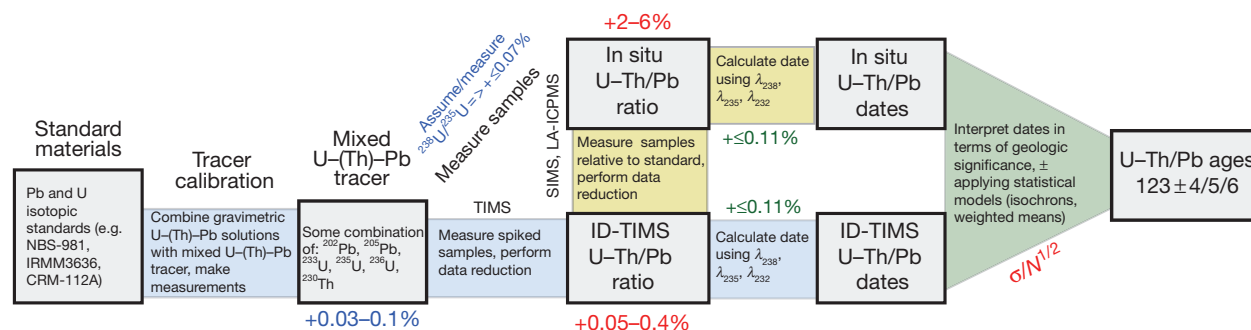 Standard
materials
Pb and U
isotopic
standards (e.g.
NBS-981,
IRMM3636,
CRM-112A)
Tracer
calibration
Combine gravimetric
U–(Th)–Pb solutions
with mixed U–(Th)–Pb
tracer, make
measurements
Mixed
U–(Th)–Pb
tracer
Some combination
of: ²⁰²Pb, ²⁰⁵Pb,
²³³U, ²³⁵U, ²³⁶U,
²³⁰Th
+0.03–0.1%
Assume/measure
²³⁸U/²³⁵U => +≤0.07%
Measure samples
TIMS
Measure spiked
samples, perform
data reduction
SIMS, LA-ICPMS
+2–6%
In situ
U–Th/Pb
ratio
Measure samples
relative to standard,
perform data
reduction
ID-TIMS
U–Th/Pb
ratio
+0.05–0.4%
Calculate date
using λ₂₃₈,
λ₂₃₅, λ₂₃₂
+≤0.11%
+≤0.11%
Calculate date
using λ₂₃₈,
λ₂₃₅, λ₂₃₂
In situ
U–Th/Pb
dates
ID-TIMS
U–Th/Pb
dates
Interpret dates in
terms of geologic
significance, ±
applying statistical
models (isochrons,
weighted means)
σ/N¹/²
U–Th/Pb ages
123 ± 4/5/6